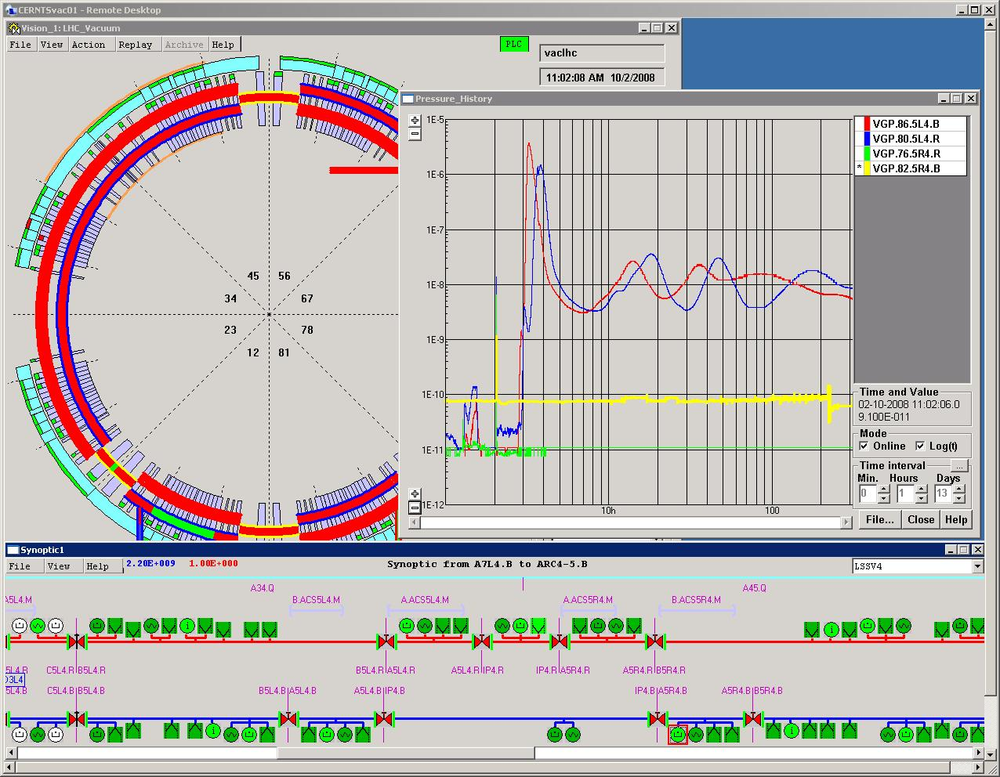 CERNTSvac01 - Remote Desktop
Vision_1: LHC_Vacuum
File View Action Replay Archive Help
PLC
vaclhc
11:02:08 AM 10/2/2008
45 56
34 67
23 78
12 81
Pressure_History
1E-5
1E-6
1E-7
1E-8
1E-9
1E-10
1E-11
1E-12
10h 100
VGP.86.5L4.B
VGP.80.5L4.R
VGP.76.5R4.R
* VGP.82.5R4.B
Time and Value
02-10-2008 11:02:06.0
9.100E-011
Mode
Online Log(t)
Time interval ...
Min. Hours Days
0 1 13
File... Close Help
Synoptic1
File View Help 2.20E+009 1.00E+000 Synoptic from A7L4.B to ARC4-5.B LSSV4
A34.Q A45.Q
A5L4.M B.ACS5L4.M A.ACS5L4.M A.ACS5R4.M B.ACS5R4.M
5L4.R C5L4.R B5L4.R B5L4.R A5L4.R A5L4.R IP4.R IP4.R A5R4.R A5R4.R B5R4.R
D3L4
5L4.B C5L4.B B5L4.B B5L4.B A5L4.B A5L4.B IP4.B IP4.B A5R4.B A5R4.B B5R4.B